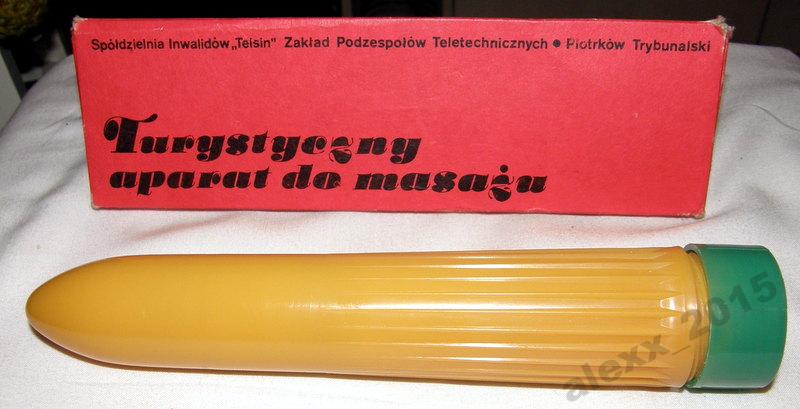 Spółdzielnia Inwalidów „Telsin" Zakład Podzespołów Teletechnicznych ● Piotrków Trybunalski
Turystyczny
aparat do masażu
alexx_2015